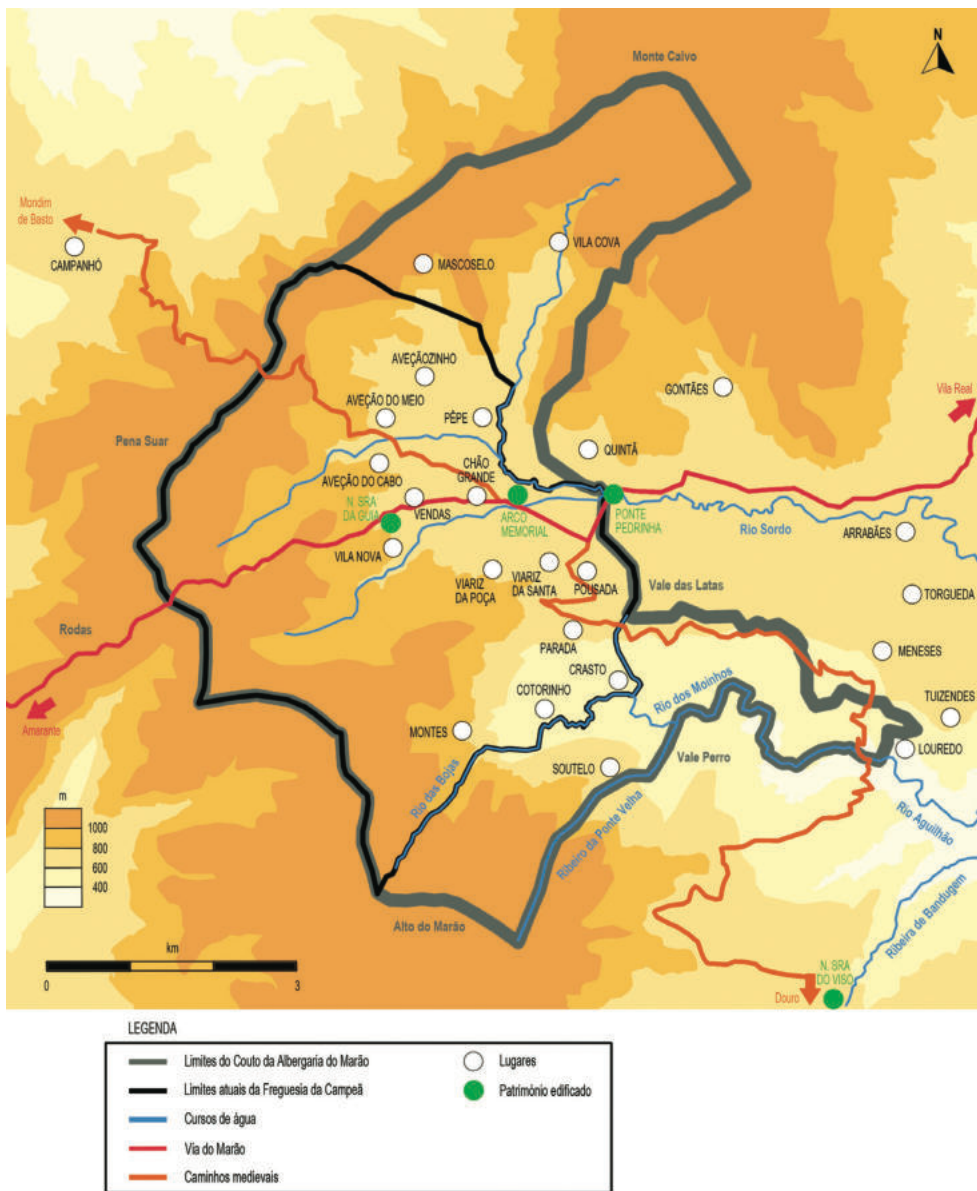 Monte Calvo
N
Mondim
de Basto
CAMPANHÓ
VILA COVA
MASCOSELO
AVEÇÃOZINHO
GONTÃES
Vila Real
AVEÇÃO DO MEIO
PÉPE
Pena Suar
QUINTÃ
AVEÇÃO DO CABO
CHÃO
GRANDE
N. SRA
DA GUIA
VENDAS
ARCO
MEMORIAL
PONTE
PEDRINHA
Rio Sordo
ARRABÃES
VILA NOVA
VIARIZ
DA POÇA
VIARIZ
DA SANTA
POUSADA
Vale das Latas
TORGUEDA
Rodas
PARADA
MENESES
CRASTO
Amarante
COTORINHO
Rio dos Moinhos
TUIZENDES
MONTES
LOUREDO
SOUTELO
Vale Perro
Rio das Bojas
Ribeiro da Ponte Velha
Rio Aguilhão
m
1000
800
600
400
Alto do Marão
Ribeira de Bandugem
km
0
3
N. SRA
DO VISO
Douro
LEGENDA
Limites do Couto da Albergaria do Marão
Limites atuais da Freguesia da Campeã
Cursos de água
Via do Marão
Caminhos medievais
Lugares
Património edificado